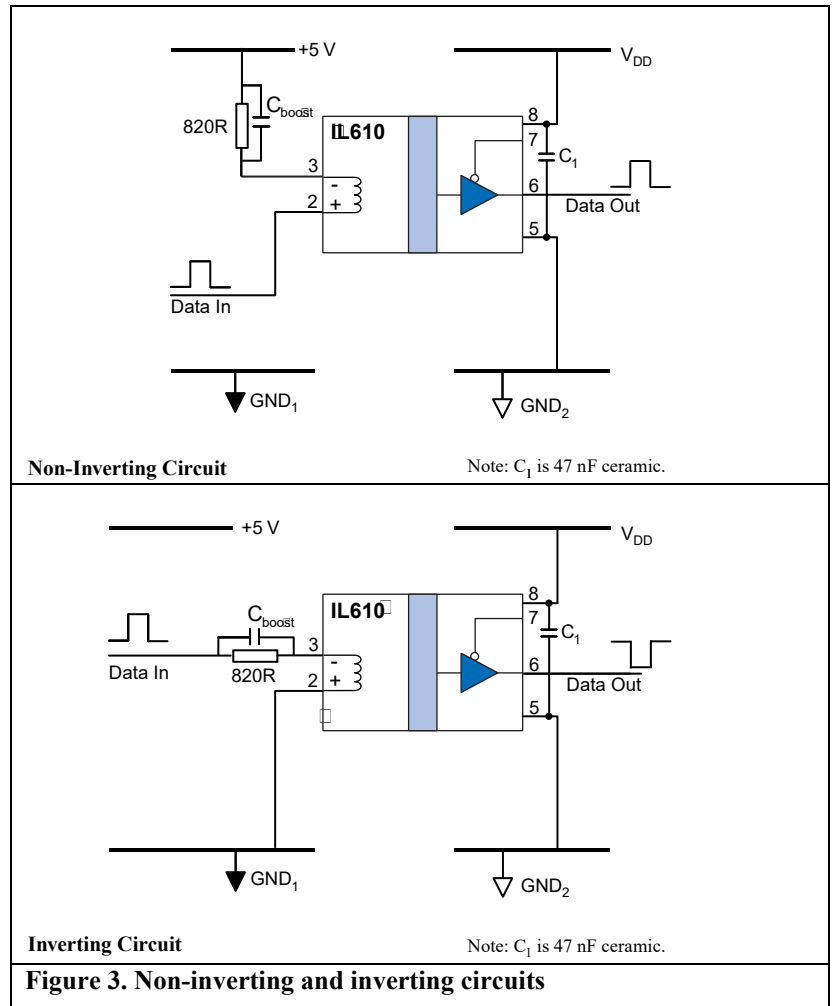 +5 V
V_DD
C_boost
820R
IL610
8
7
C_1
3
-
2
+
6
Data Out
5
Data In
GND_1
GND_2
Non-Inverting Circuit
Note: C_1 is 47 nF ceramic.
+5 V
V_DD
IL610
8
7
C_boost
C_1
3
-
Data In
820R
2
+
6
Data Out
5
GND_1
GND_2
Inverting Circuit
Note: C_1 is 47 nF ceramic.
Figure 3. Non-inverting and inverting circuits